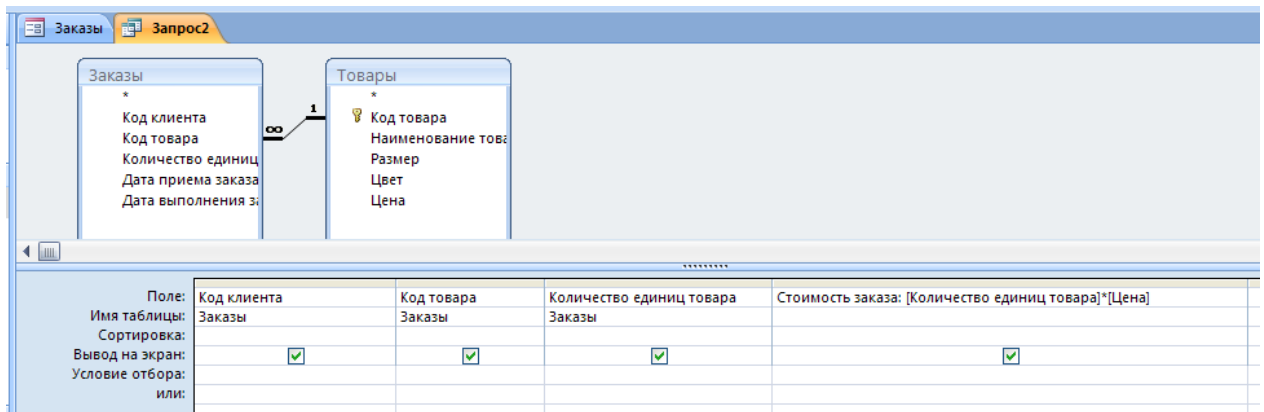 Заказы Запрос2
Заказы Товары
*
Код клиента
Код товара
Количество единиц
Дата приема заказа
Дата выполнения за
∞ 1
*
Код товара
Наименование това
Размер
Цвет
Цена
Поле: Код клиента Код товара Количество единиц товара Стоимость заказа: [Количество единиц товара]*[Цена]
Имя таблицы: Заказы Заказы Заказы
Сортировка:
Вывод на экран:
Условие отбора:
или: